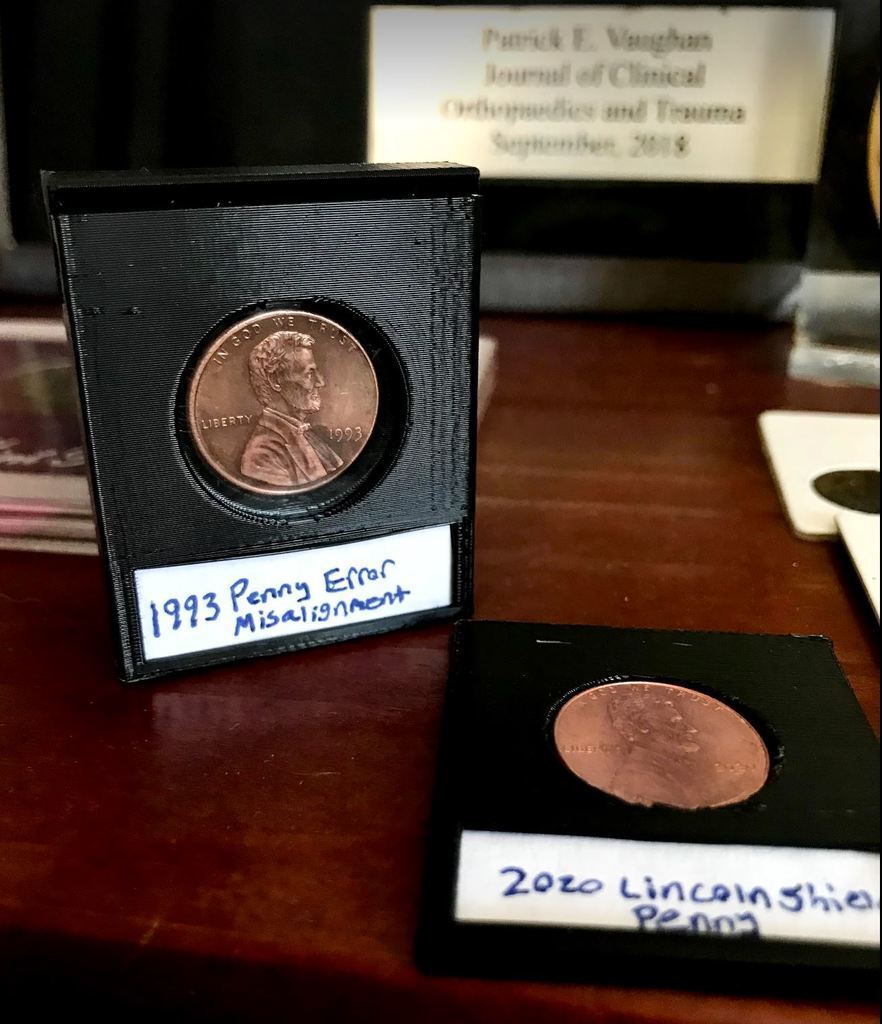 Patrick E. Vaughan
Journal of Clinical
Orthopaedics and Trauma
September, 2018
IN GOD WE TRUST
LIBERTY
1993
1993 Penny Error
Misalignment
LIBERTY
2020 Lincoln Shiel
Penny